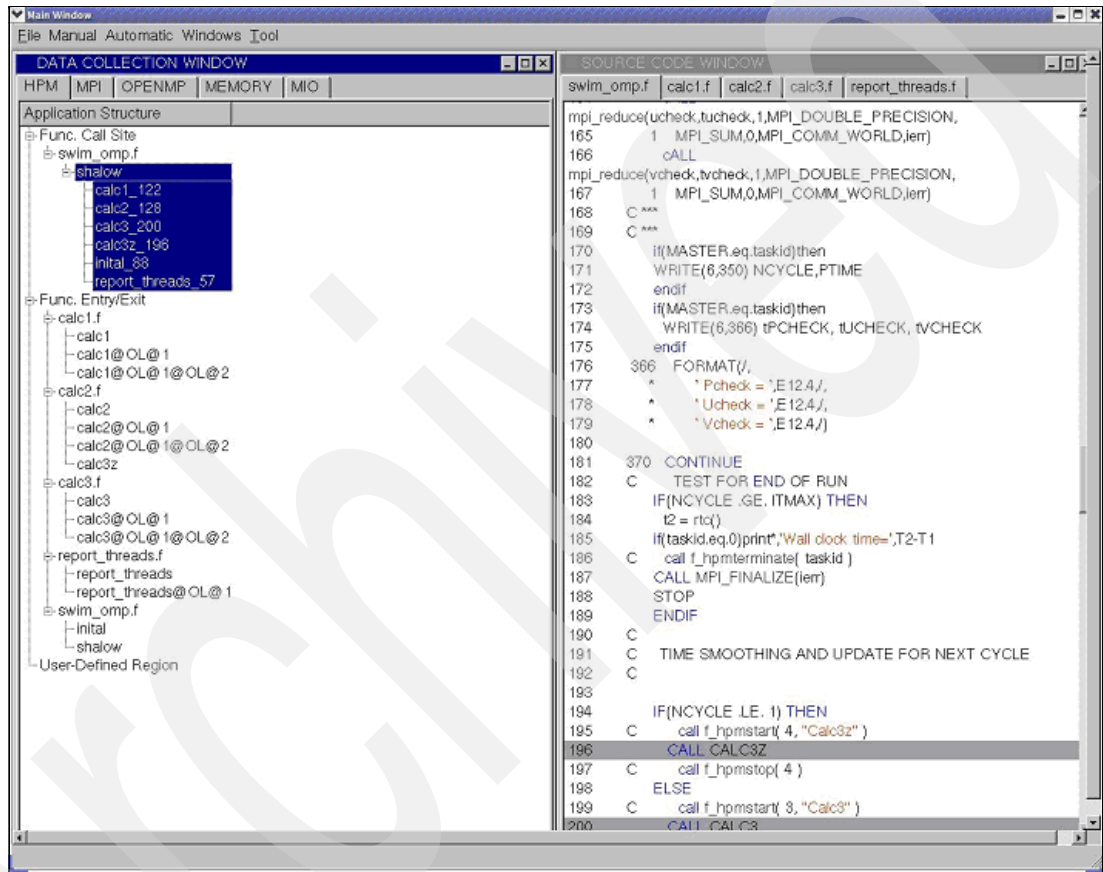 Main Window
File Manual Automatic Windows Tool
DATA COLLECTION WINDOW
HPM MPI OPENMP MEMORY MIO
Application Structure
Func. Call Site
swim_omp.f
shalow
calc1_122
calc2_128
calc3_200
calc3z_196
inital_88
report_threads_57
Func. Entry/Exit
calc1.f
calc1
calc1@OL@1
calc1@OL@1@OL@2
calc2.f
calc2
calc2@OL@1
calc2@OL@1@OL@2
calc3z
calc3.f
calc3
calc3@OL@1
calc3@OL@1@OL@2
report_threads.f
report_threads
report_threads@OL@1
swim_omp.f
inital
shalow
User-Defined Region
SOURCE CODE WINDOW
swim_omp.f calc1.f calc2.f calc3.f report_threads.f
mpi_reduce(ucheck,tucheck,1,MPI_DOUBLE_PRECISION,
165 1 MPI_SUM,0,MPI_COMM_WORLD,ierr)
166 cALL
mpi_reduce(vcheck,tvcheck,1,MPI_DOUBLE_PRECISION,
167 1 MPI_SUM,0,MPI_COMM_WORLD,ierr)
168 C ***
169 C ***
170 if(MASTER.eq.taskid)then
171 WRITE(6,350) NCYCLE,PTIME
172 endif
173 if(MASTER.eq.taskid)then
174 WRITE(6,366) tPCHECK, tUCHECK, tVCHECK
175 endif
176 366 FORMAT(/,
177 * ' Pcheck = ',E12.4,/,
178 * ' Ucheck = ',E12.4,/,
179 * ' Vcheck = ',E12.4,/)
180
181 370 CONTINUE
182 C TEST FOR END OF RUN
183 IF(NCYCLE .GE. ITMAX) THEN
184 t2 = rtc()
185 if(taskid.eq.0)print*,'Wall clock time=',T2-T1
186 C call f_hpmterminate( taskid )
187 CALL MPI_FINALIZE(ierr)
188 STOP
189 ENDIF
190 C
191 C TIME SMOOTHING AND UPDATE FOR NEXT CYCLE
192 C
193
194 IF(NCYCLE .LE. 1) THEN
195 C call f_hpmstart( 4, "Calc3z" )
196 CALL CALC3Z
197 C call f_hpmstop( 4 )
198 ELSE
199 C call f_hpmstart( 3, "Calc3" )
200 CALL CALC3